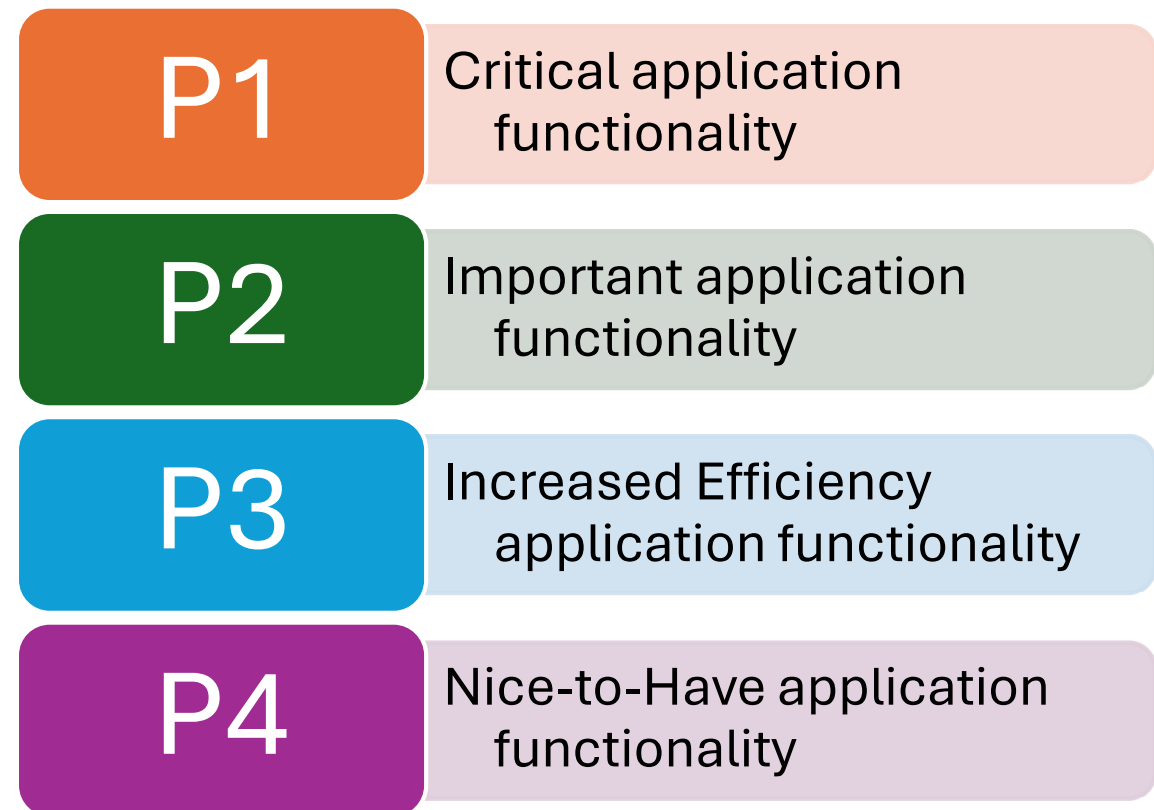 P1
Critical application
functionality
P2
Important application
functionality
P3
Increased Efficiency
application functionality
P4
Nice-to-Have application
functionality